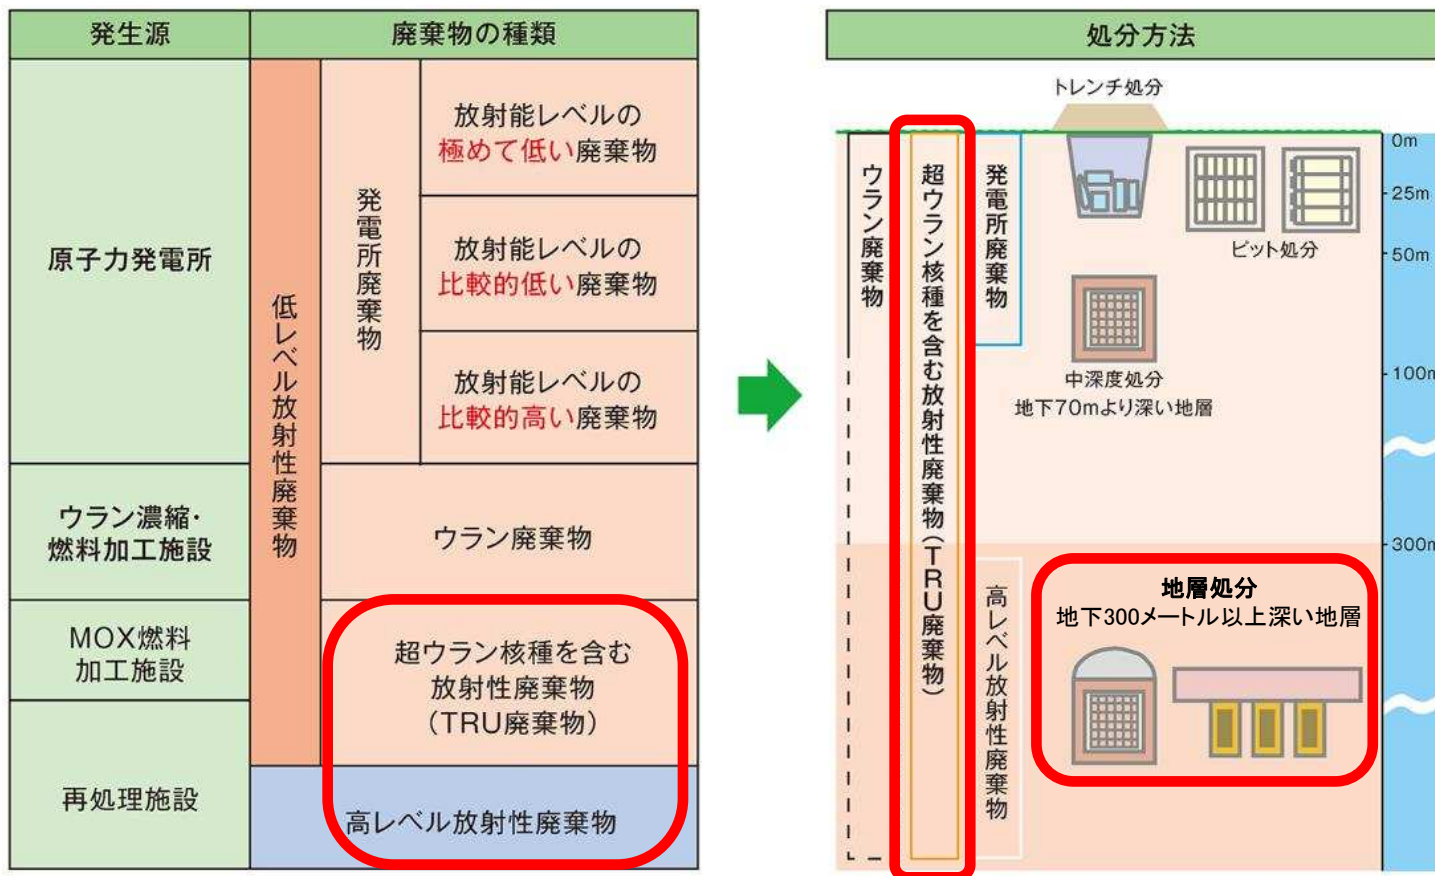 発生源
廃棄物の種類
原子力発電所
低レベル放射性廃棄物
発電所廃棄物
放射能レベルの
極めて低い廃棄物
放射能レベルの
比較的低い廃棄物
放射能レベルの
比較的高い廃棄物
ウラン濃縮・
燃料加工施設
ウラン廃棄物
MOX燃料
加工施設
超ウラン核種を含む
放射性廃棄物
（TRU廃棄物）
再処理施設
高レベル放射性廃棄物
処分方法
トレンチ処分
ウラン廃棄物
超ウラン核種を含む放射性廃棄物（TRU廃棄物）
発電所廃棄物
ピット処分
中深度処分
地下70mより深い地層
高レベル放射性廃棄物
地層処分
地下300メートル以上深い地層
0m
25m
50m
100m
300m